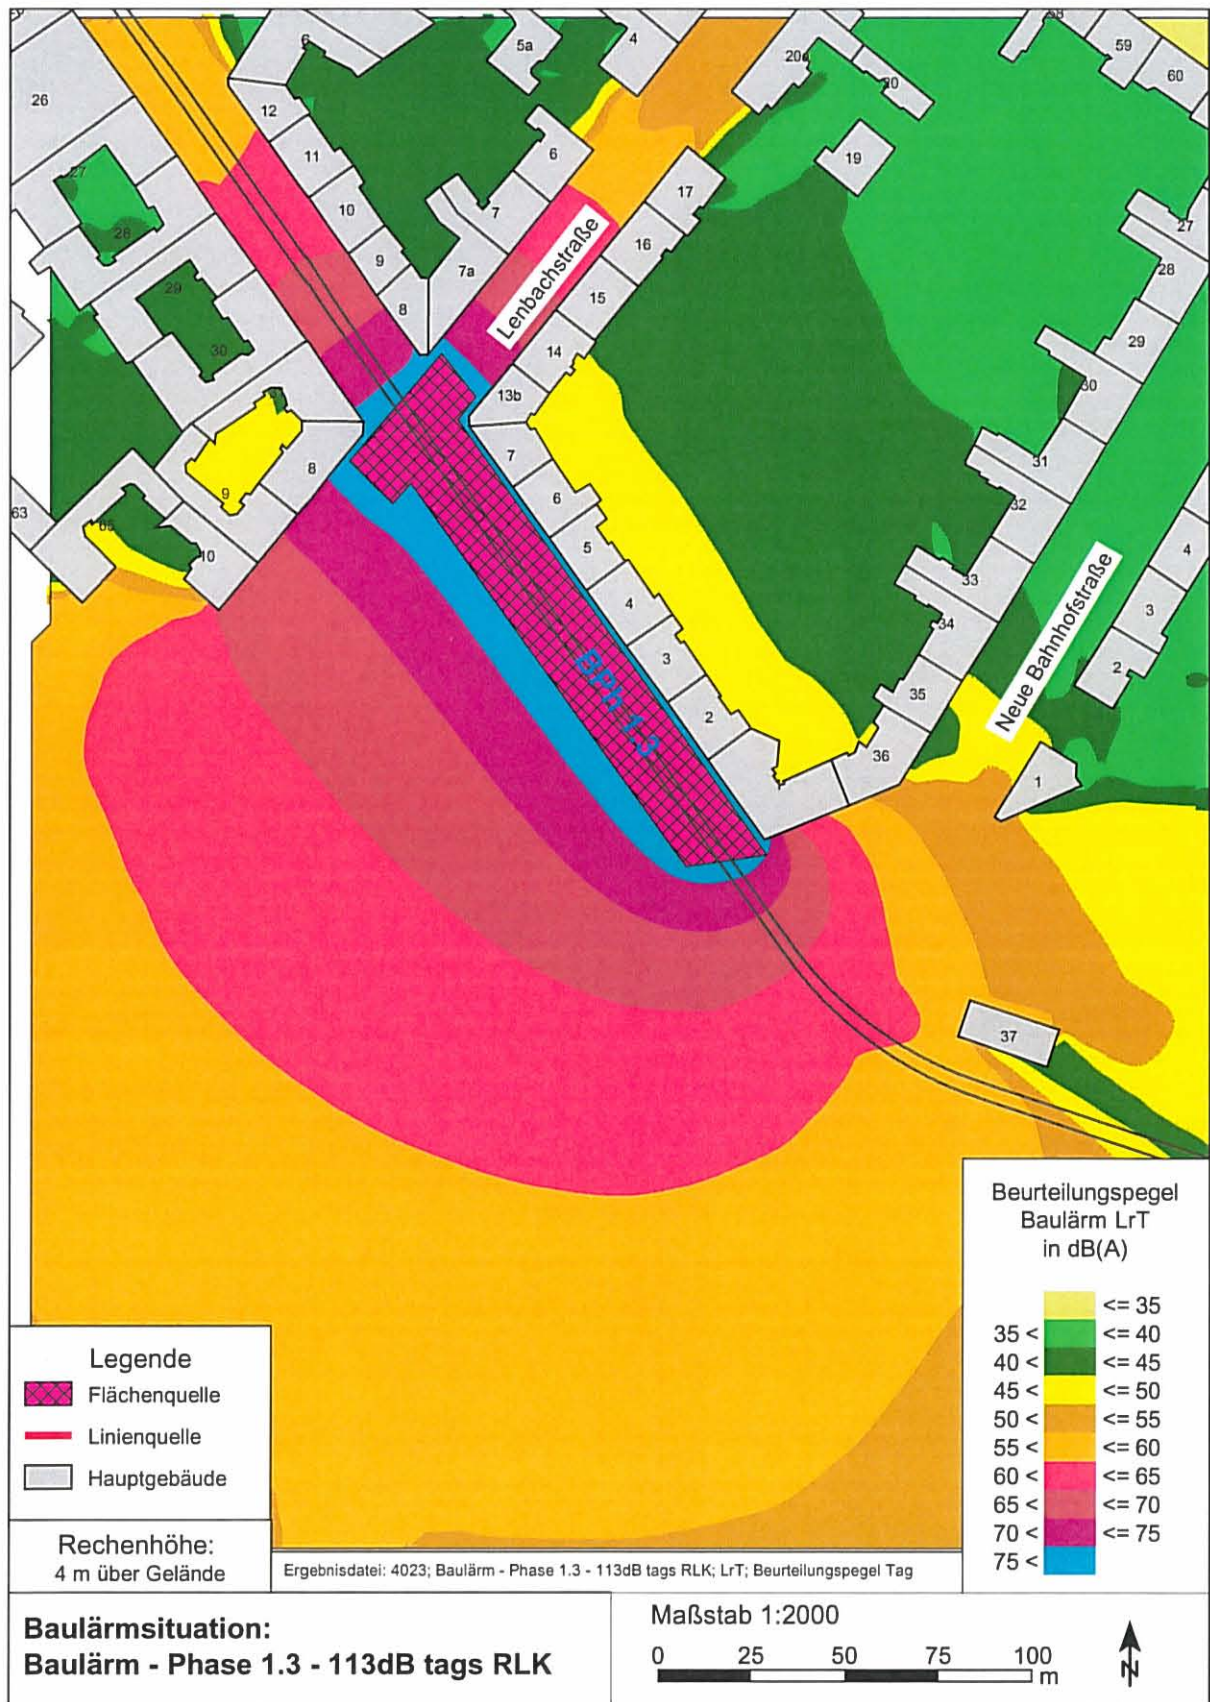 6
5a
4
20a
20
58
59
60
26
12
11
10
9
8
6
7
7a
17
16
15
14
13b
19
27
28
29
30
27
28
29
30
31
32
33
34
35
36
Lenbachstraße
Neue Bahnhofstraße
4
3
2
1
9
8
10
65
63
7
6
5
4
3
2
BPh 1.3
37
Beurteilungspegel
Baulärm LrT
in dB(A)
<= 35
35 < <= 40
40 < <= 45
45 < <= 50
50 < <= 55
55 < <= 60
60 < <= 65
65 < <= 70
70 < <= 75
75 <
Legende
Flächenquelle
Linienquelle
Hauptgebäude
Rechenhöhe:
4 m über Gelände
Ergebnisdatei: 4023; Baulärm - Phase 1.3 - 113dB tags RLK; LrT; Beurteilungspegel Tag
Baulärmsituation:
Baulärm - Phase 1.3 - 113dB tags RLK
Maßstab 1:2000
0 25 50 75 100
m
N